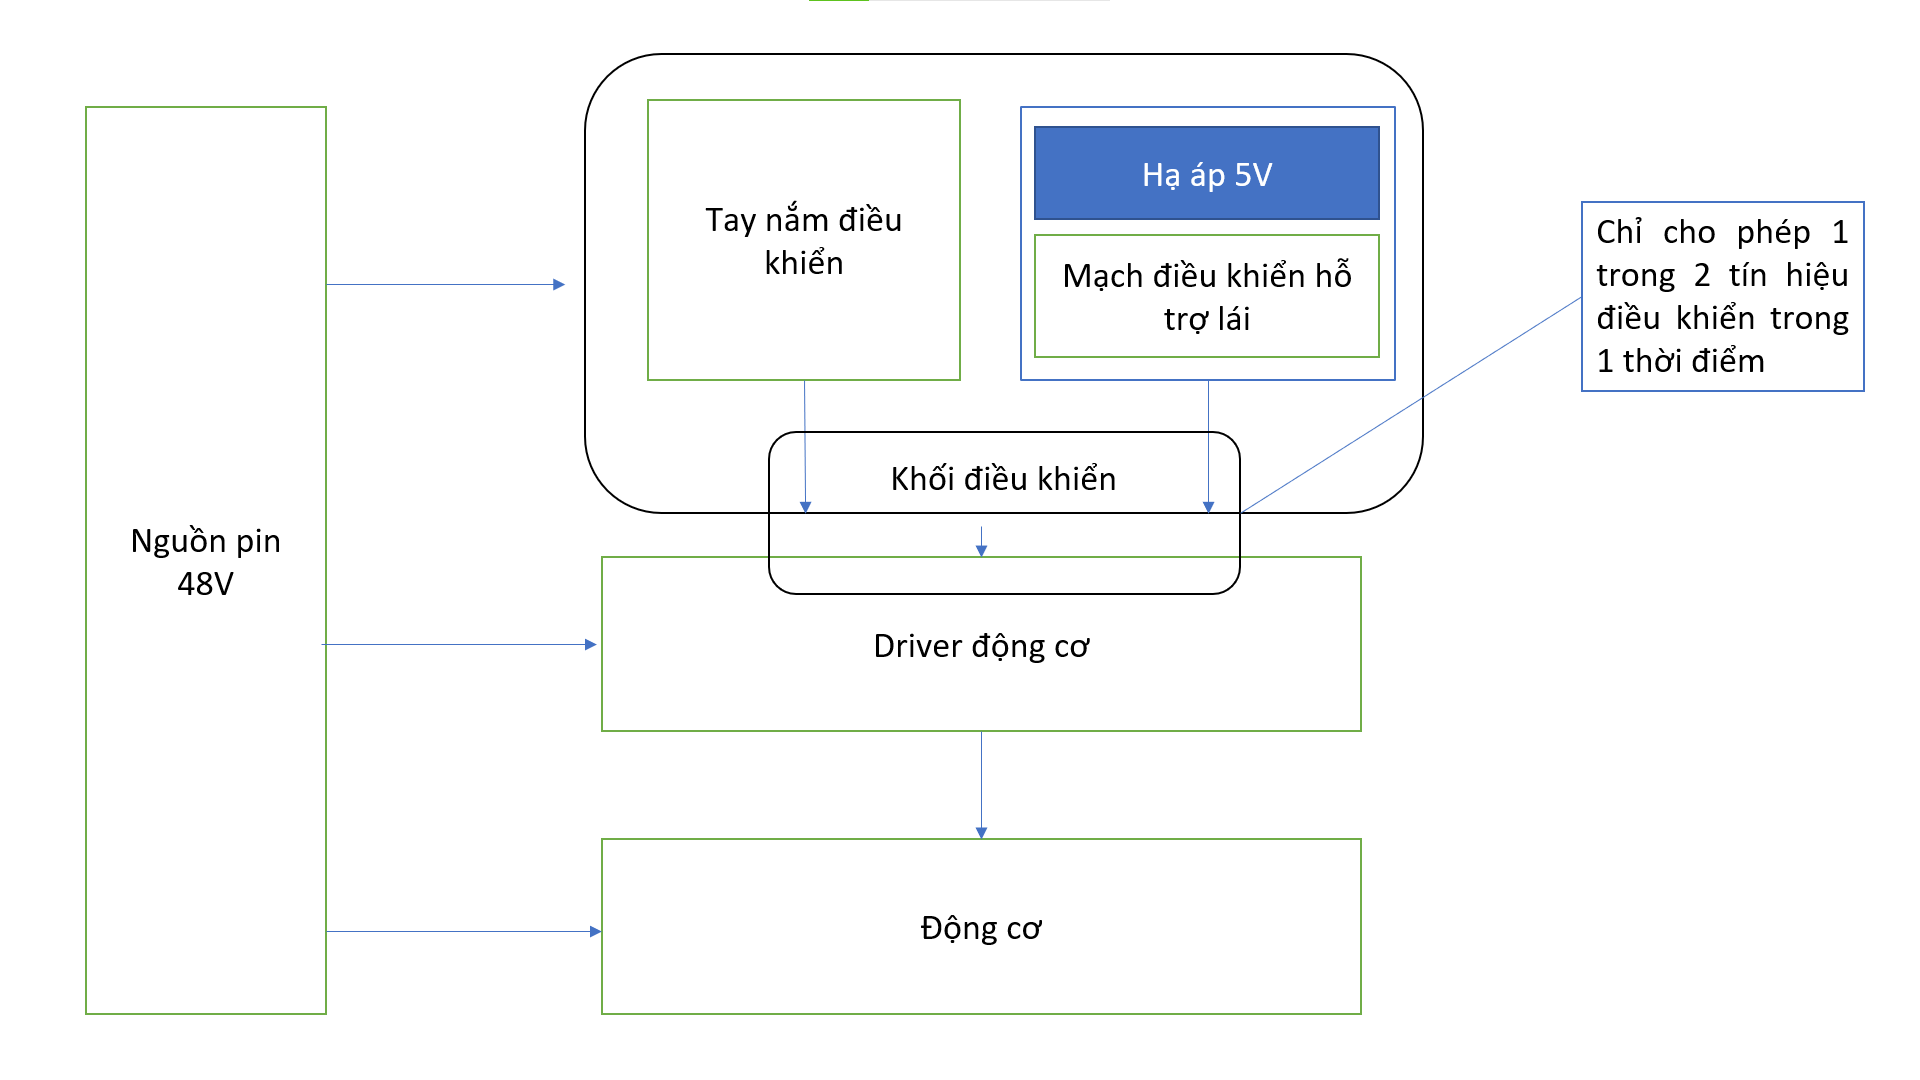 Nguồn pin
48V
Tay nắm điều
khiển
Hạ áp 5V
Mạch điều khiển hỗ
trợ lái
Chỉ cho phép 1
trong 2 tín hiệu
điều khiển trong
1 thời điểm
Khối điều khiển
Driver động cơ
Động cơ